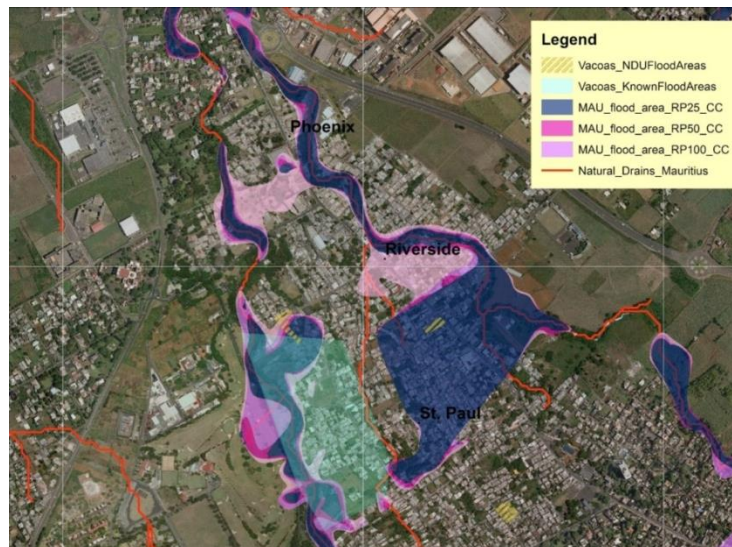 Legend
Vacoas_NDUFloodAreas
Vacoas_KnownFloodAreas
MAU_flood_area_RP25_CC
MAU_flood_area_RP50_CC
MAU_flood_area_RP100_CC
Natural_Drains_Mauritius
Phoenix
Riverside
St. Paul